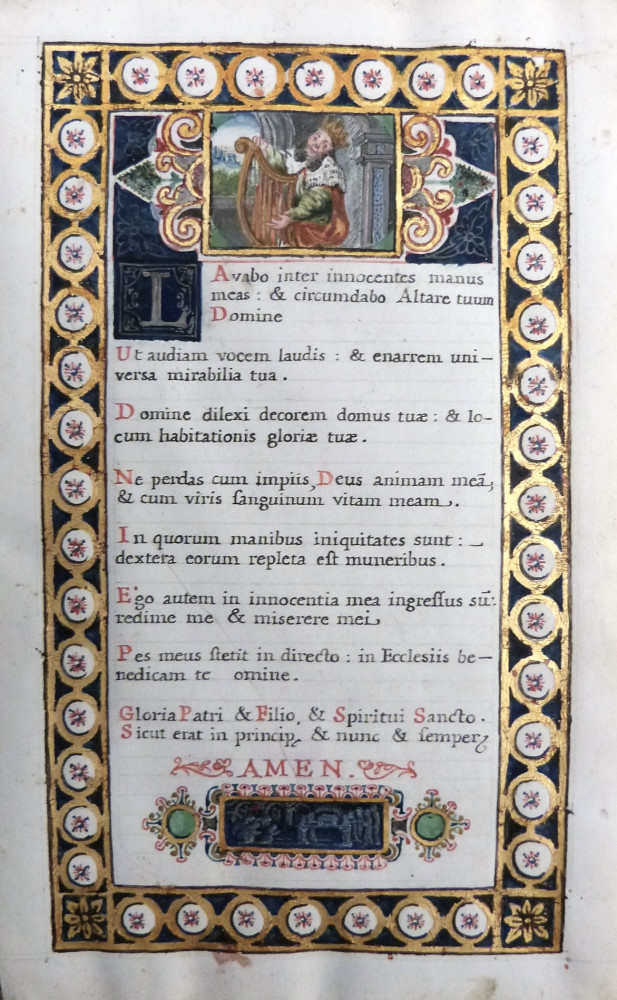 LAvabo inter innocentes manus
meas : & circumdabo Altare tuum
Domine
Ut audiam vocem laudis : & enarrem uni-
versa mirabilia tua.
Domine dilexi decorem domus tuæ : & lo-
cum habitationis gloriæ tuæ.
Ne perdas cum impiis, Deus animam meā,
& cum viris ſanguinum vitam meam.
In quorum manibus iniquitates sunt :
dextera eorum repleta eſt muneribus.
Ego autem in innocentia mea ingreſſus sū:
redime me & miserere mei
Pes meus ſtetit in directo : in Ecclesiis be-
nedicam te omine.
Gloria Patri & Filio, & Spiritui Sancto.
Sicut erat in princip, & nunc & ſemper,
AMEN.